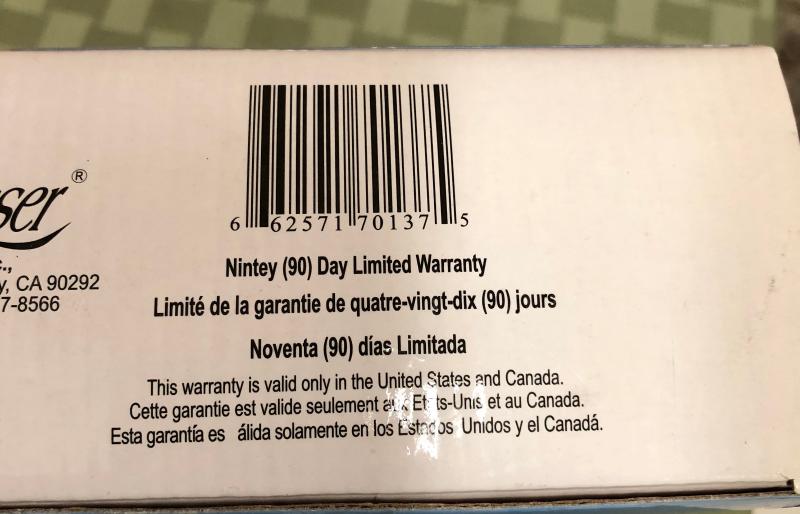 ser®
CA 90292
7-8566
6 62571 70137 5
Nintey (90) Day Limited Warranty
Limité de la garantie de quatre-vingt-dix (90) jours
Noventa (90) días Limitada
This warranty is valid only in the United States and Canada.
Cette garantie est valide seulement Ets-Unis et au Canada.
Esta garantía es álida solamente en los Estados Unidos y el Canadá.